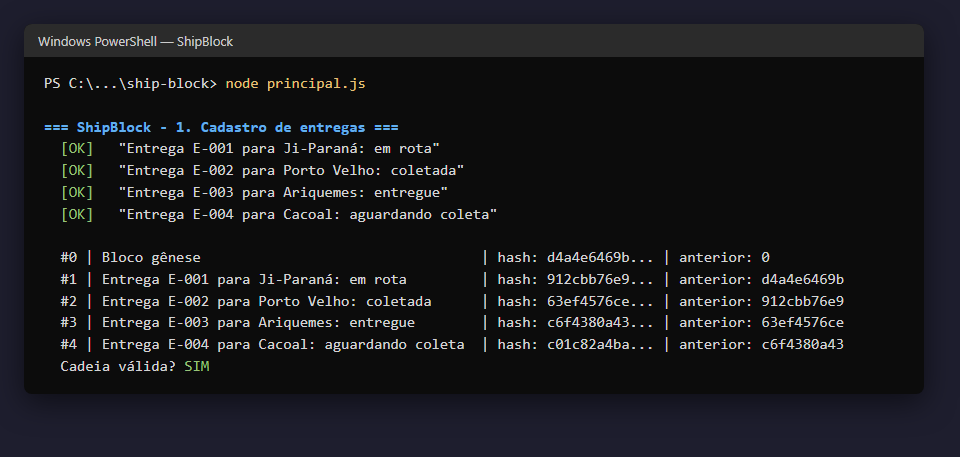 Windows PowerShell — ShipBlock
PS C:\...\ship-block> node principal.js
=== ShipBlock - 1. Cadastro de entregas ===
[OK] "Entrega E-001 para Ji-Paraná: em rota"
[OK] "Entrega E-002 para Porto Velho: coletada"
[OK] "Entrega E-003 para Ariquemes: entregue"
[OK] "Entrega E-004 para Cacoal: aguardando coleta"
#0 | Bloco gênese | hash: d4a4e6469b... | anterior: 0
#1 | Entrega E-001 para Ji-Paraná: em rota | hash: 912cbb76e9... | anterior: d4a4e6469b
#2 | Entrega E-002 para Porto Velho: coletada | hash: 63ef4576ce... | anterior: 912cbb76e9
#3 | Entrega E-003 para Ariquemes: entregue | hash: c6f4380a43... | anterior: 63ef4576ce
#4 | Entrega E-004 para Cacoal: aguardando coleta | hash: c01c82a4ba... | anterior: c6f4380a43
Cadeia válida? SIM